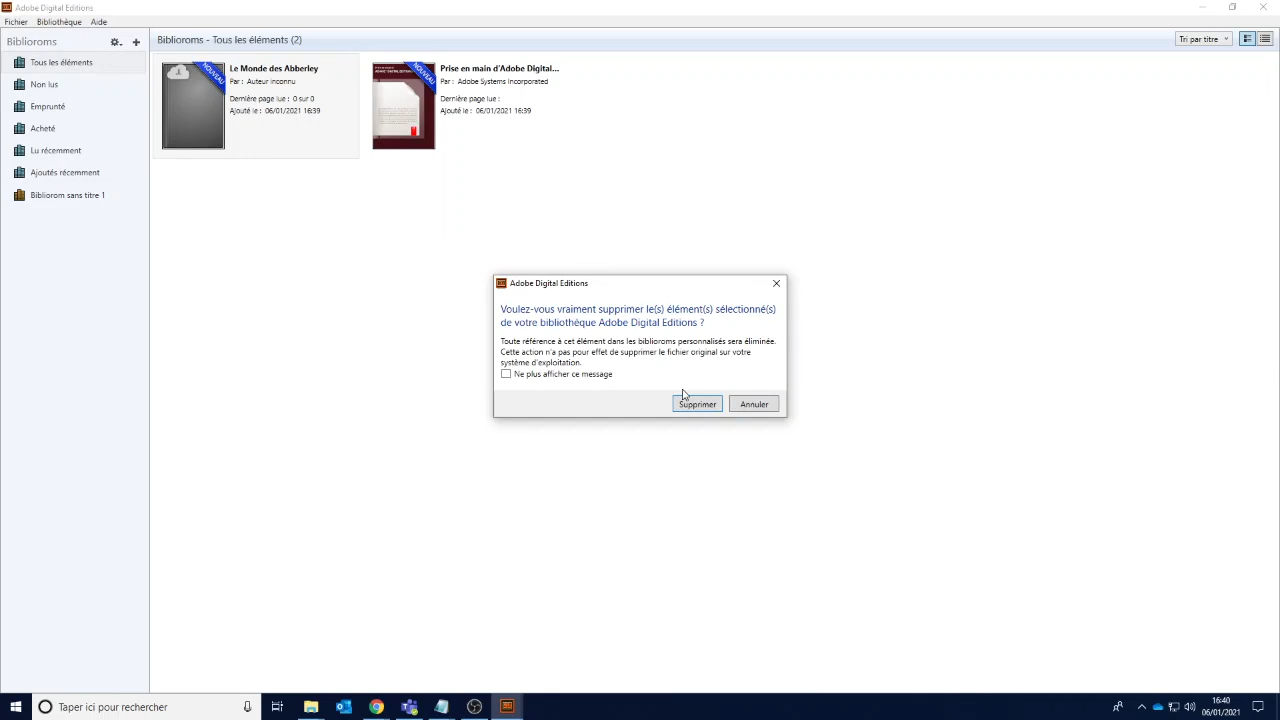 Adobe Digital Editions
Fichier Bibliothèque Aide
Biblioroms
Biblioroms - Tous les éléments (2)
Tri par titre
Tous les éléments
Non lus
Emprunté
Acheté
Lu récemment
Ajoutés récemment
Bibliorom sans titre 1
NOUVEAU
Le Monde des Abberley
Par : Auteur inconnu
Dernière page lue : 0 sur 0
Ajouté le : 06/01/2021 16:39
NOUVEAU
Prise en main d'Adobe Digital...
Par : Adobe Systems Incorporated
Dernière page lue :
Ajouté le : 06/01/2021 16:39
Adobe Digital Editions
Voulez-vous vraiment supprimer le(s) élément(s) sélectionné(s)
de votre bibliothèque Adobe Digital Editions ?
Toute référence à cet élément dans les biblioroms personnalisés sera éliminée.
Cette action n'a pas pour effet de supprimer le fichier original sur votre
système d'exploitation.
Ne plus afficher ce message
Supprimer
Annuler
Taper ici pour rechercher
16:40
06/01/2021